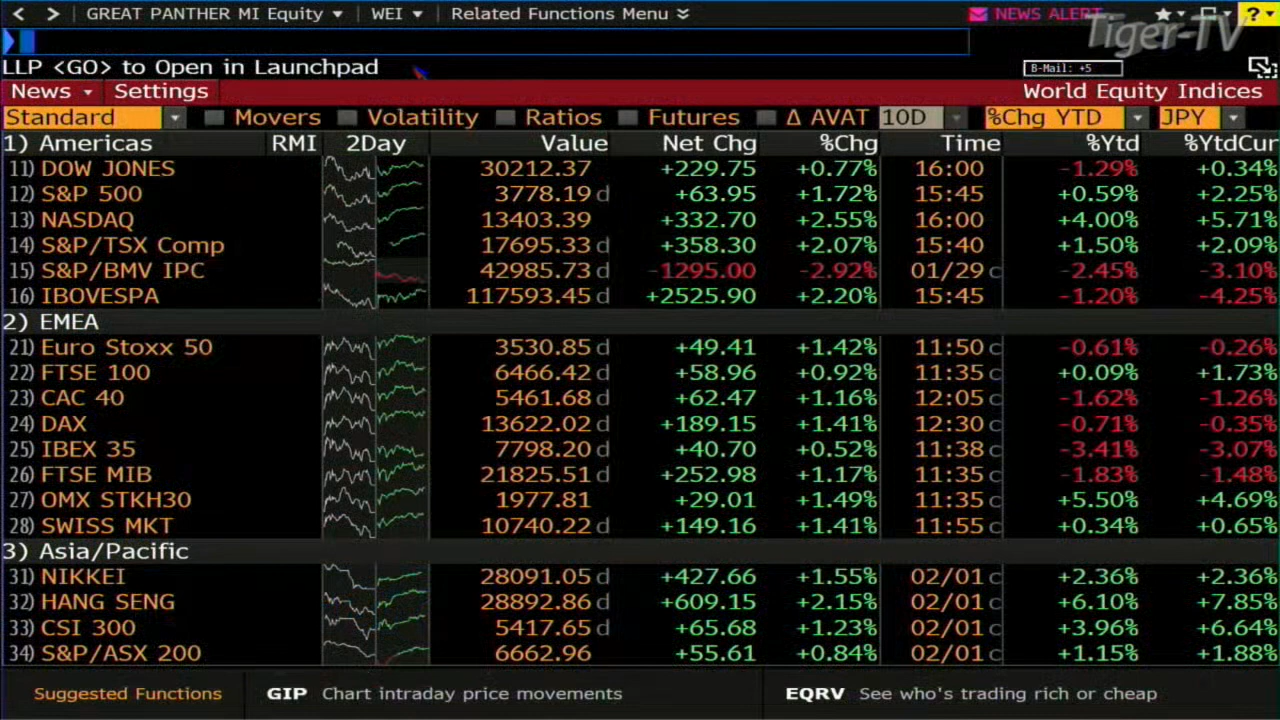 GREAT PANTHER MI Equity WEI Related Functions Menu NEWS ALERT ?
Tiger-TV
LLP <GO> to Open in Launchpad B-Mail: +5
News Settings World Equity Indices
Standard Movers Volatility Ratios Futures Δ AVAT 10D %Chg YTD JPY
1) Americas RMI 2Day Value Net Chg %Chg Time %Ytd %YtdCur
11) DOW JONES 30212.37 +229.75 +0.77% 16:00 -1.29% +0.34%
12) S&P 500 3778.19 d +63.95 +1.72% 15:45 +0.59% +2.25%
13) NASDAQ 13403.39 +332.70 +2.55% 16:00 +4.00% +5.71%
14) S&P/TSX Comp 17695.33 d +358.30 +2.07% 15:40 +1.50% +2.09%
15) S&P/BMV IPC 42985.73 d -1295.00 -2.92% 01/29 c -2.45% -3.10%
16) IBOVESPA 117593.45 d +2525.90 +2.20% 15:45 -1.20% -4.25%
2) EMEA
21) Euro Stoxx 50 3530.85 d +49.41 +1.42% 11:50 c -0.61% -0.26%
22) FTSE 100 6466.42 d +58.96 +0.92% 11:35 c +0.09% +1.73%
23) CAC 40 5461.68 d +62.47 +1.16% 12:05 c -1.62% -1.26%
24) DAX 13622.02 d +189.15 +1.41% 12:30 c -0.71% -0.35%
25) IBEX 35 7798.20 d +40.70 +0.52% 11:38 c -3.41% -3.07%
26) FTSE MIB 21825.51 d +252.98 +1.17% 11:35 c -1.83% -1.48%
27) OMX STKH30 1977.81 +29.01 +1.49% 11:35 c +5.50% +4.69%
28) SWISS MKT 10740.22 d +149.16 +1.41% 11:55 c +0.34% +0.65%
3) Asia/Pacific
31) NIKKEI 28091.05 d +427.66 +1.55% 02/01 c +2.36% +2.36%
32) HANG SENG 28892.86 d +609.15 +2.15% 02/01 c +6.10% +7.85%
33) CSI 300 5417.65 d +65.68 +1.23% 02/01 c +3.96% +6.64%
34) S&P/ASX 200 6662.96 +55.61 +0.84% 02/01 c +1.15% +1.88%
Suggested Functions GIP Chart intraday price movements EQRV See who's trading rich or cheap